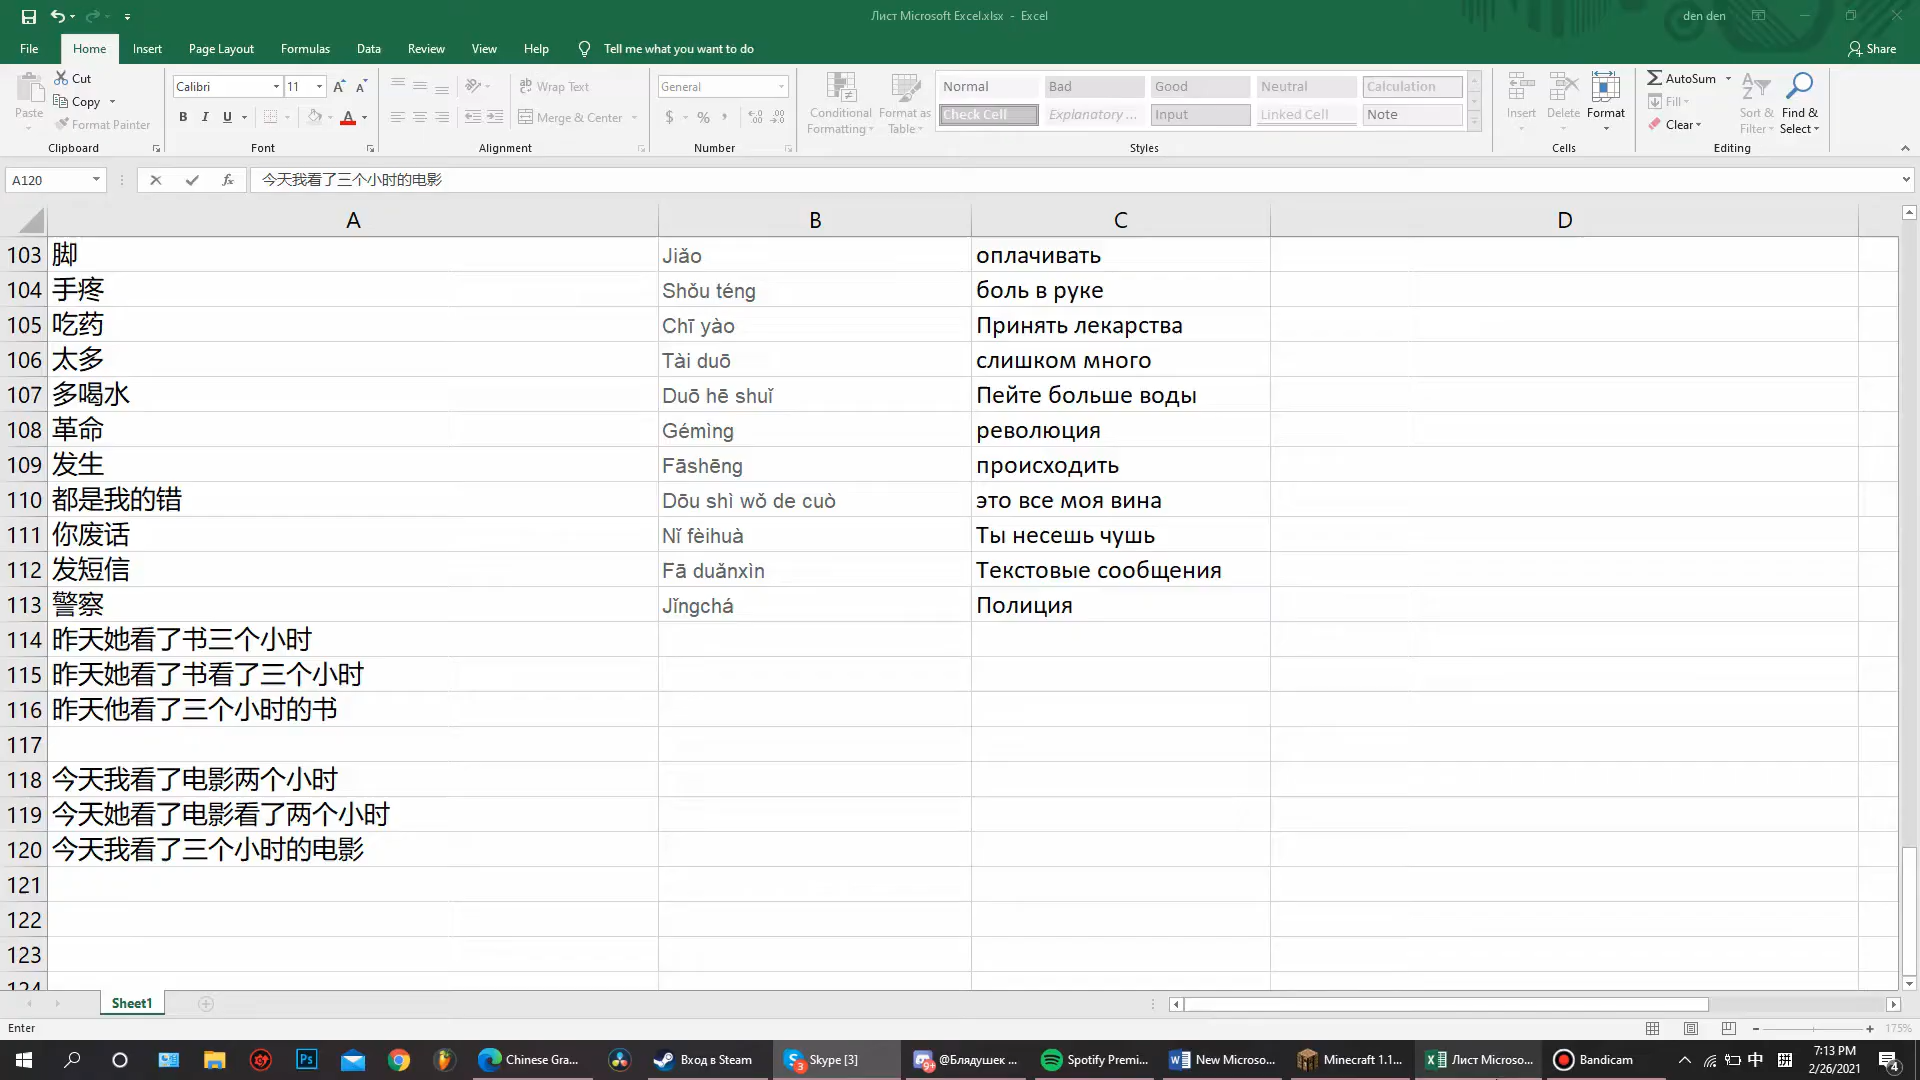 Лист Microsoft Excel.xlsx - Excel
den den
File Home Insert Page Layout Formulas Data Review View Help Tell me what you want to do Share
Paste
Cut
Copy
Format Painter
Clipboard
Calibri 11
B I U
Font
Wrap Text
Merge & Center
Alignment
General
$ % ,
Number
Conditional Formatting
Format as Table
Normal Bad Good Neutral Calculation
Check Cell Explanatory ... Input Linked Cell Note
Styles
Insert Delete Format
Cells
AutoSum
Fill
Clear
Sort & Filter
Find & Select
Editing
A120 fx 今天我看了三个小时的电影
A B C D
103 脚 Jiǎo оплачивать
104 手疼 Shǒu téng боль в руке
105 吃药 Chī yào Принять лекарства
106 太多 Tài duō слишком много
107 多喝水 Duō hē shuǐ Пейте больше воды
108 革命 Gémìng революция
109 发生 Fāshēng происходить
110 都是我的错 Dōu shì wǒ de cuò это все моя вина
111 你废话 Nǐ fèihuà Ты несешь чушь
112 发短信 Fā duǎnxìn Текстовые сообщения
113 警察 Jǐngchá Полиция
114 昨天她看了书三个小时
115 昨天她看了书看了三个小时
116 昨天他看了三个小时的书
117
118 今天我看了电影两个小时
119 今天她看了电影看了两个小时
120 今天我看了三个小时的电影
121
122
123
124
Sheet1
Enter
175%
Ps
Chinese Gra...
Вход в Steam
Skype [3]
@Блядушек ...
Spotify Premi...
New Microso...
Minecraft 1.1...
Лист Microso...
Bandicam
中
7:13 PM
2/26/2021
4